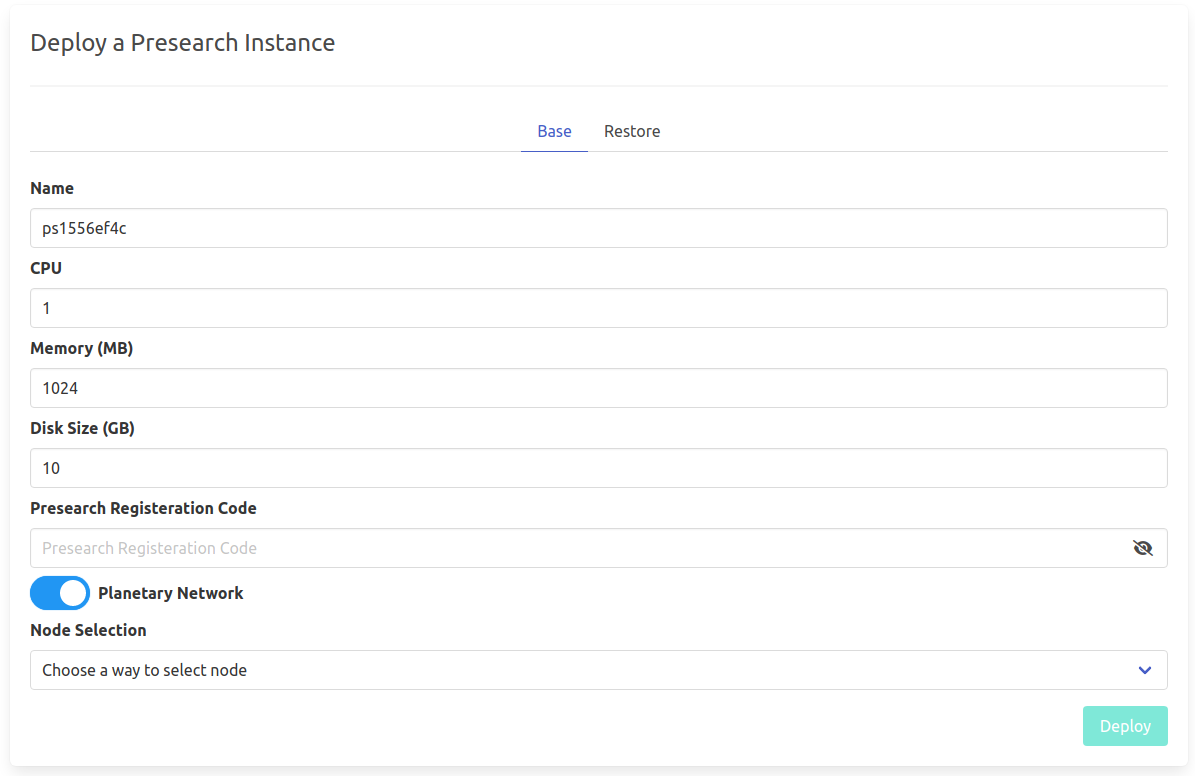 Deploy a Presearch Instance
Base Restore
Name
ps1556ef4c
CPU
1
Memory (MB)
1024
Disk Size (GB)
10
Presearch Registeration Code
Presearch Registeration Code
Planetary Network
Node Selection
Choose a way to select node
Deploy